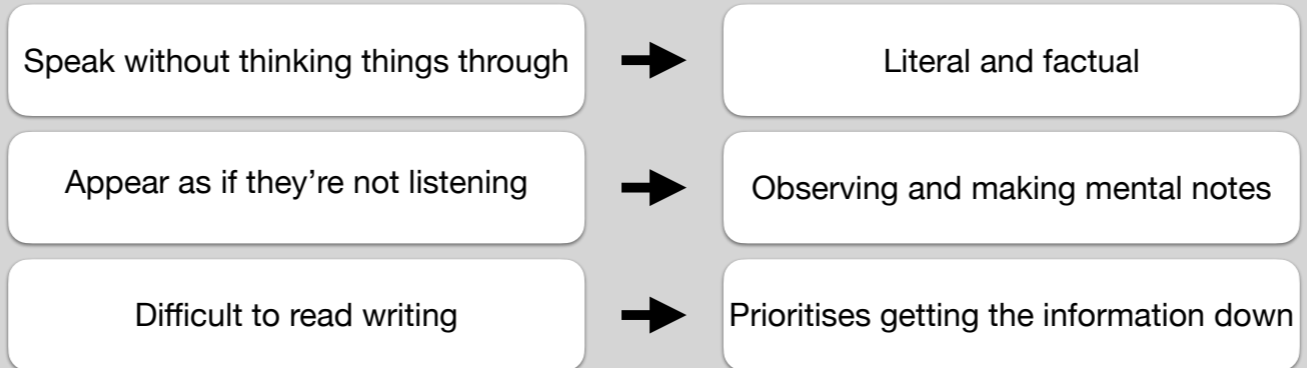 Speak without thinking things through
Literal and factual
Appear as if they’re not listening
Observing and making mental notes
Difficult to read writing
Prioritises getting the information down